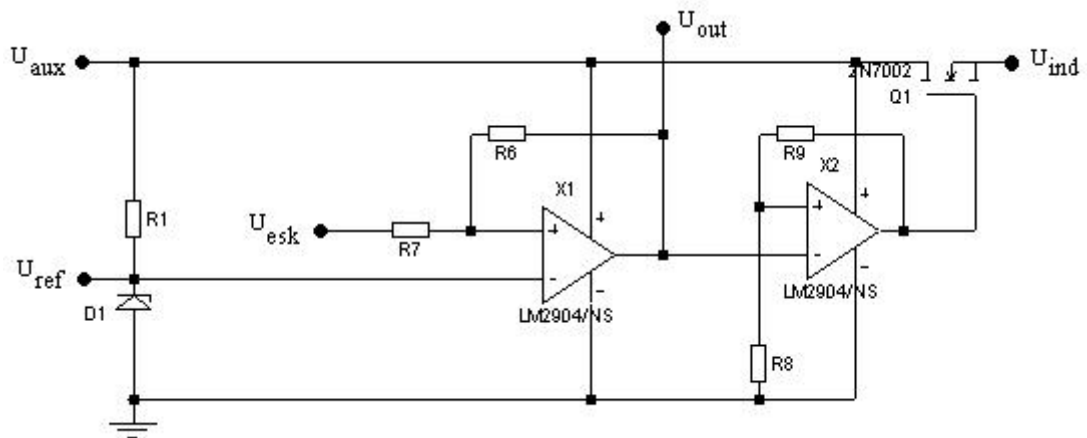 U_out
U_aux
U_ind
2N7002
Q1
R6
R9
X1
X2
+
R1
U_esk
R7
+
+
+
U_ref
-
-
-
-
D1
LM2904/NS
LM2904/NS
R8